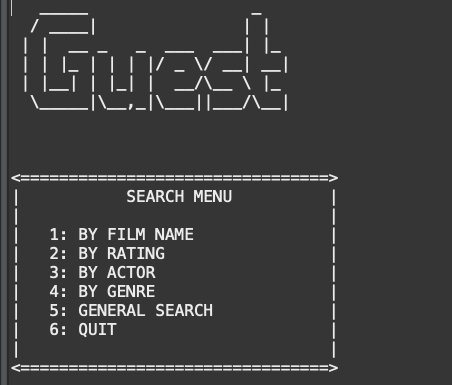 Guest
SEARCH MENU
1: BY FILM NAME
2: BY RATING
3: BY ACTOR
4: BY GENRE
5: GENERAL SEARCH
6: QUIT